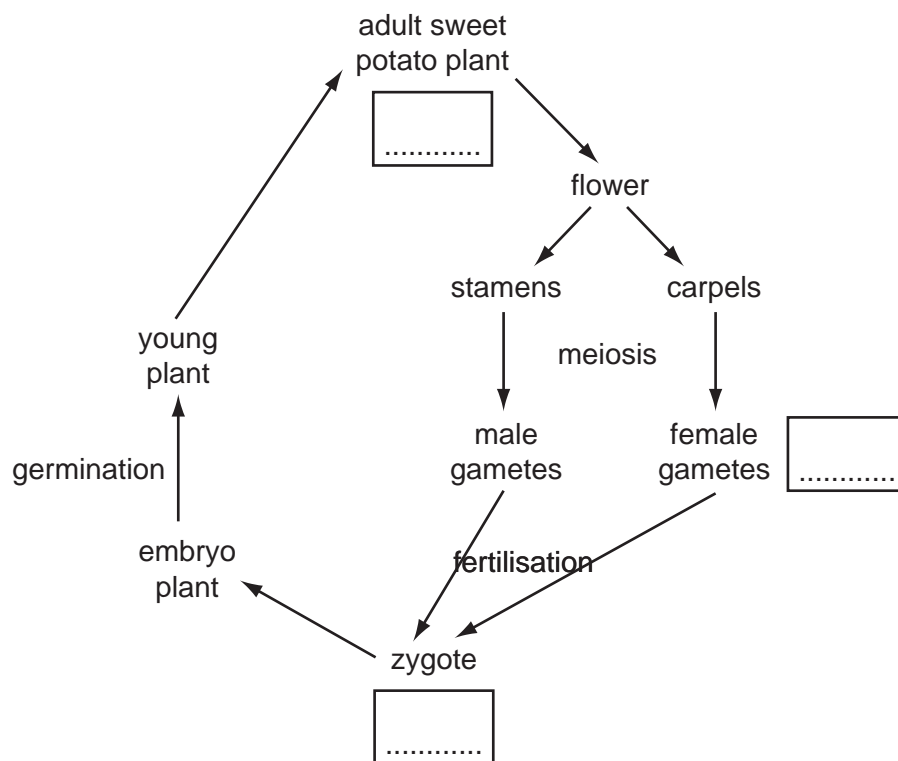 adult sweet
potato plant
............
flower
stamens
carpels
meiosis
young
plant
male
gametes
female
gametes
............
germination
embryo
plant
fertilisation
zygote
............